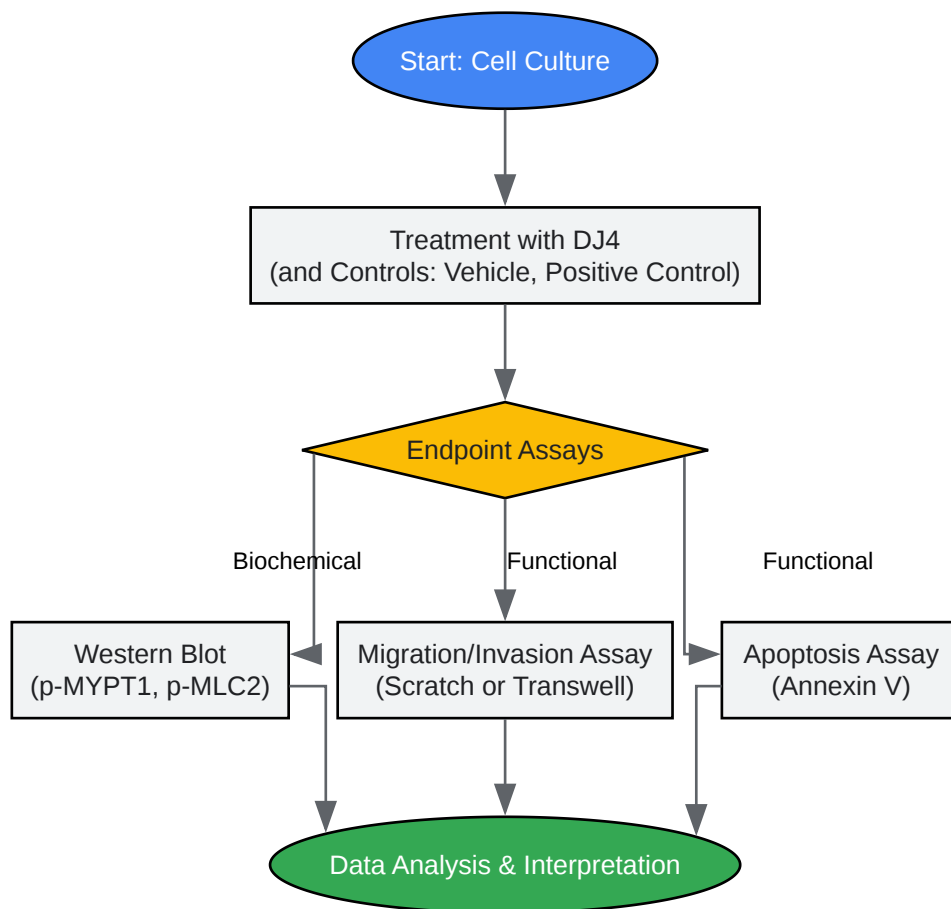 Start: Cell Culture
Treatment with DJ4
(and Controls: Vehicle, Positive Control)
Endpoint Assays
Biochemical
Functional
Functional
Western Blot
(p-MYPT1, p-MLC2)
Migration/Invasion Assay
(Scratch or Transwell)
Apoptosis Assay
(Annexin V)
Data Analysis & Interpretation